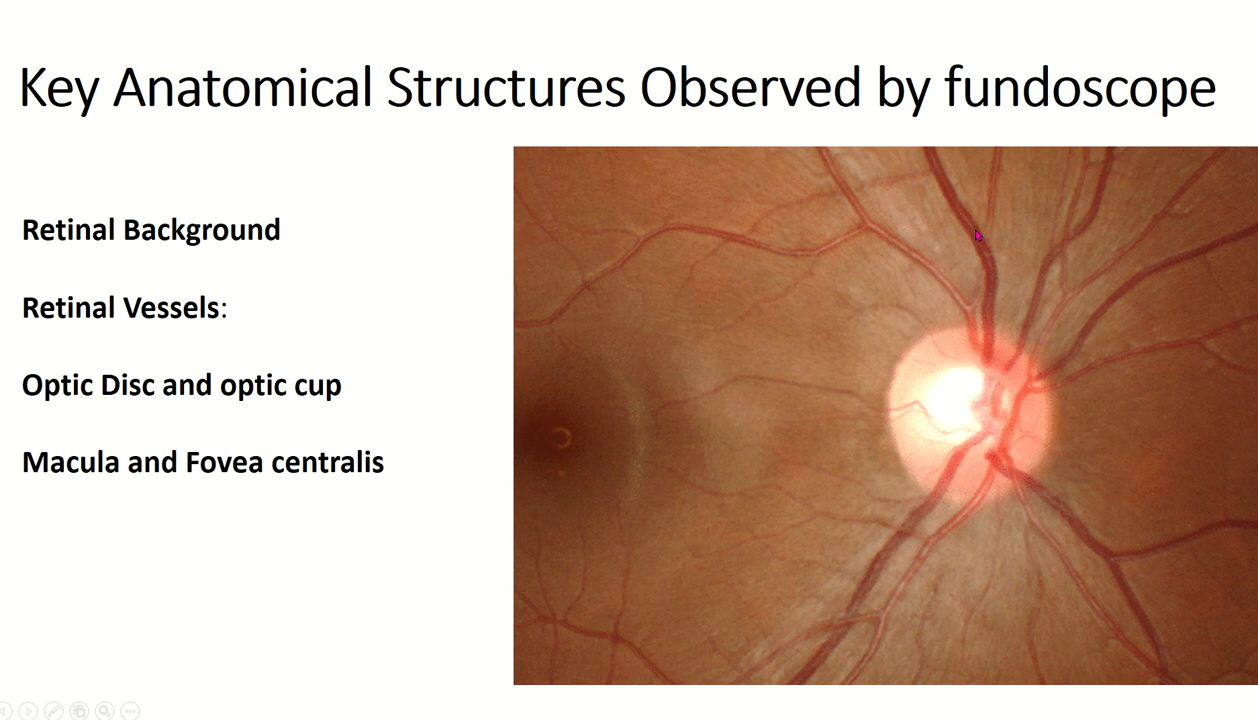 Key Anatomical Structures Observed by fundoscope
Retinal Background
Retinal Vessels:
Optic Disc and optic cup
Macula and Fovea centralis